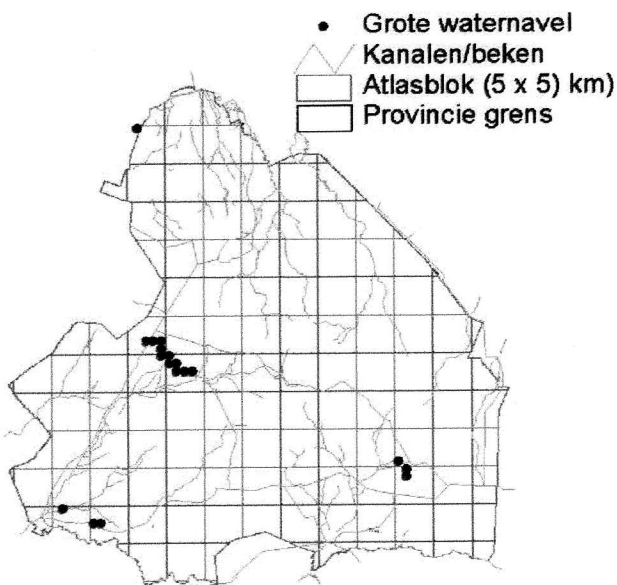 Grote waternavel
Kanalen/beken
Atlasblok (5 x 5) km)
Provincie grens